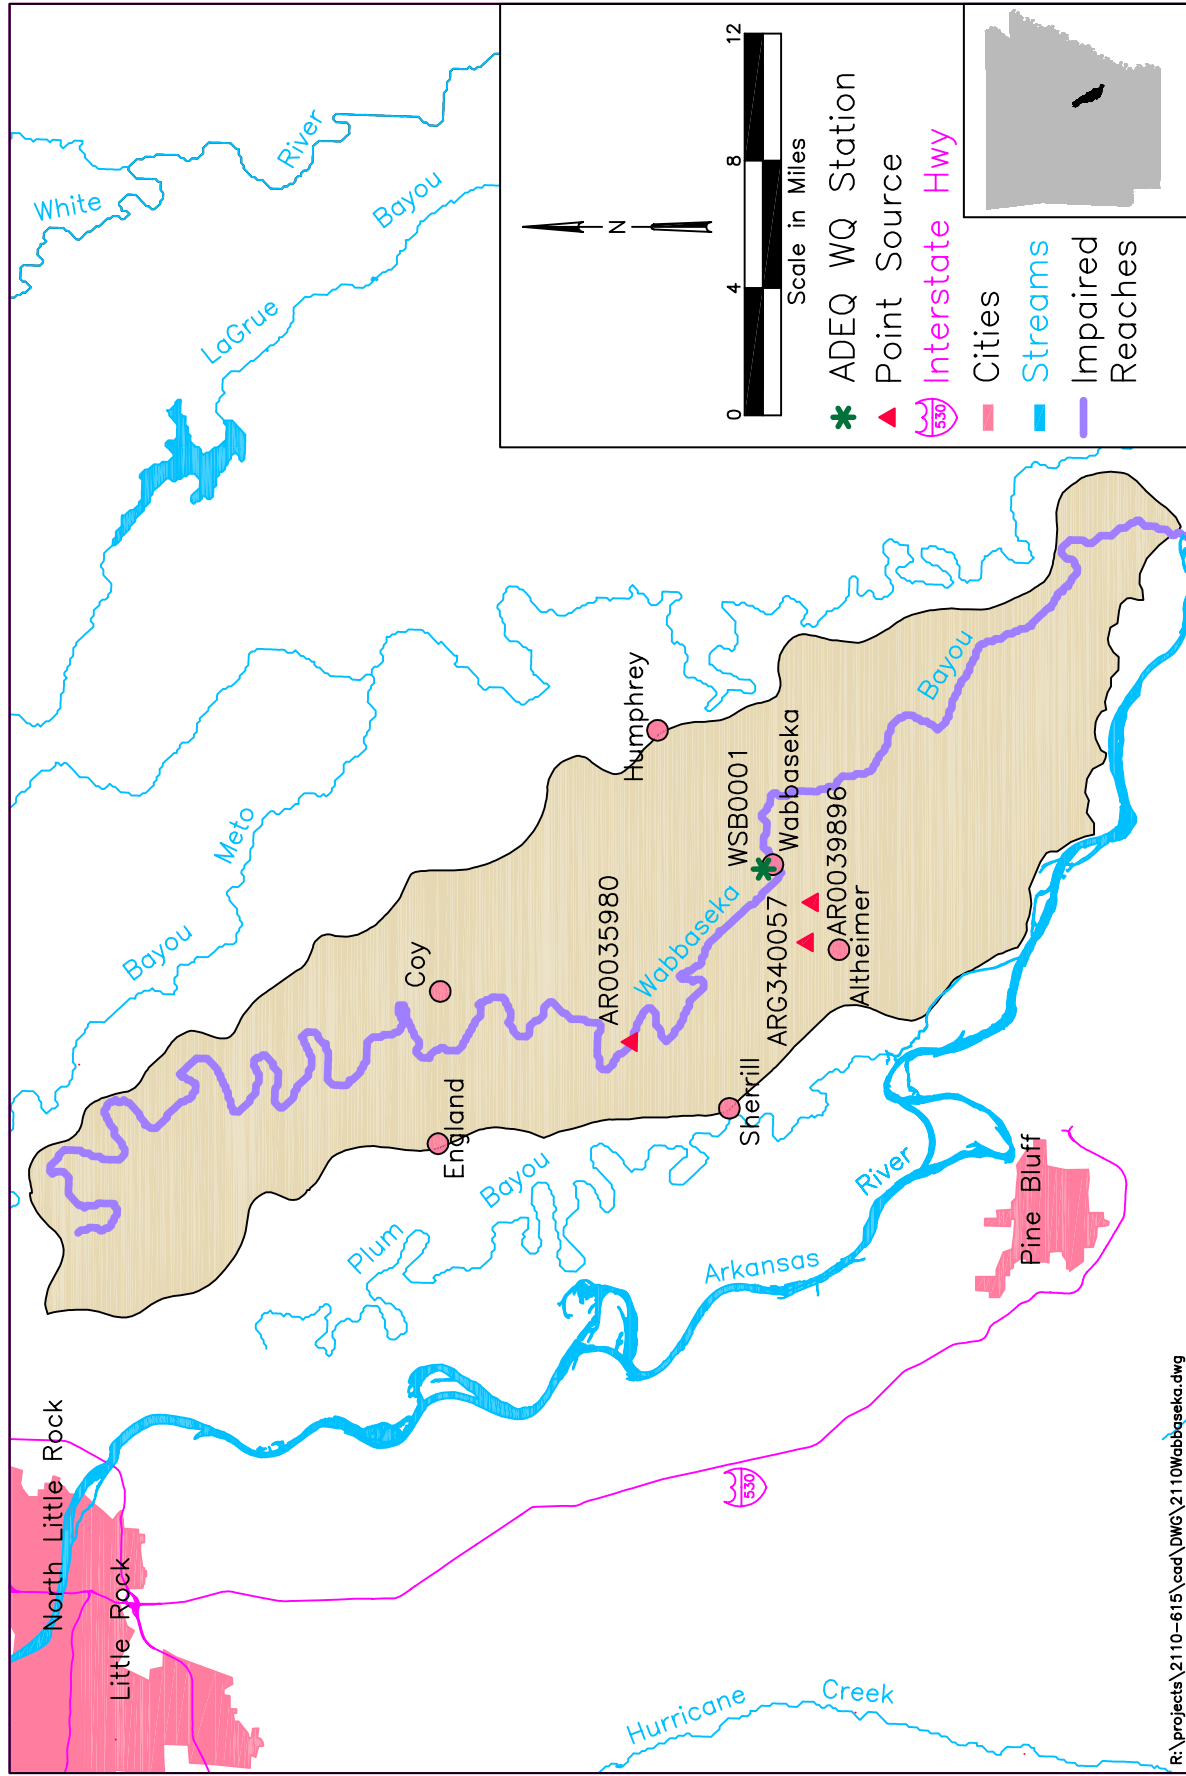 North Little Rock
Little Rock
White
River
LaGrue
Bayou
Bayou
Meto
Coy
England
Humphrey
AR0035980
Wabbaseka
Bayou
WSB0001
Wabbaseka
ARG340057
AR0039896
Altheimer
Sherrill
Plum
Bayou
Arkansas
River
Pine Bluff
530
Hurricane
Creek
N
0
4
8
12
Scale in Miles
ADEQ WQ Station
Point Source
530
Interstate Hwy
Cities
Streams
Impaired
Reaches
R:\projects\2110-615\cad\DWG\2110Wabbaseka.dwg